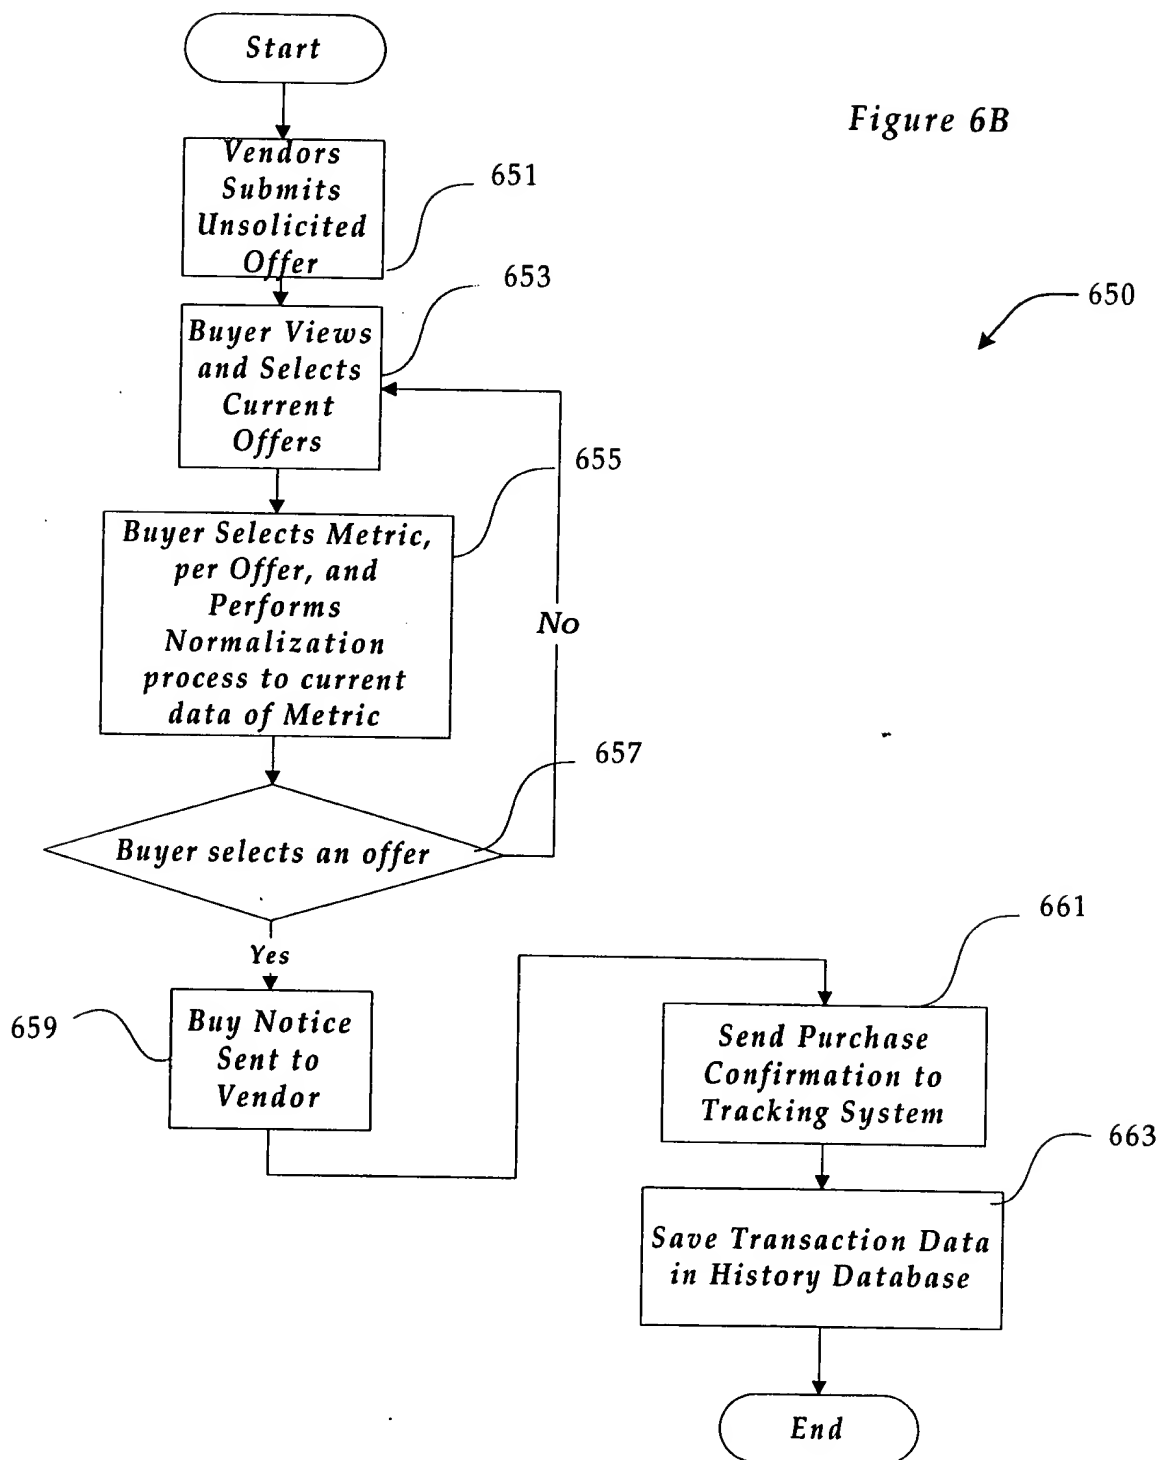 Start
Figure 6B
Vendors
Submits
Unsolicited
Offer
651
653
Buyer Views
and Selects
Current
Offers
650
655
Buyer Selects Metric,
per Offer, and
Performs
Normalization
process to current
data of Metric
No
657
Buyer selects an offer
Yes
659
Buy Notice
Sent to
Vendor
661
Send Purchase
Confirmation to
Tracking System
663
Save Transaction Data
in History Database
End